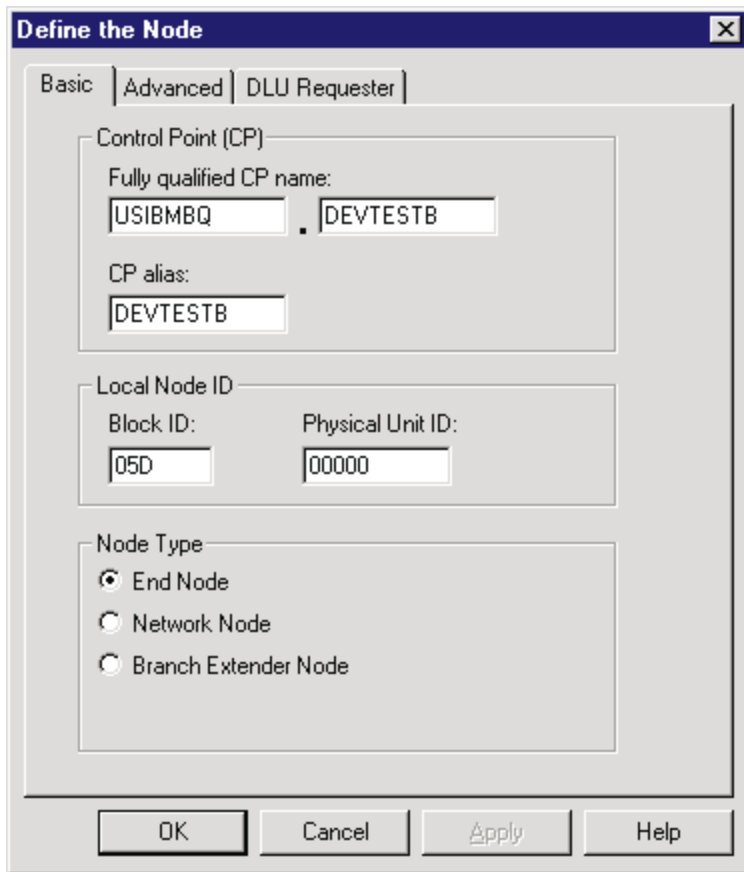 Define the Node
Basic Advanced DLU Requester
Control Point (CP)
Fully qualified CP name:
USIBMBQ . DEVTESTB
CP alias:
DEVTESTB
Local Node ID
Block ID: Physical Unit ID:
05D 00000
Node Type
End Node
Network Node
Branch Extender Node
OK Cancel Apply Help